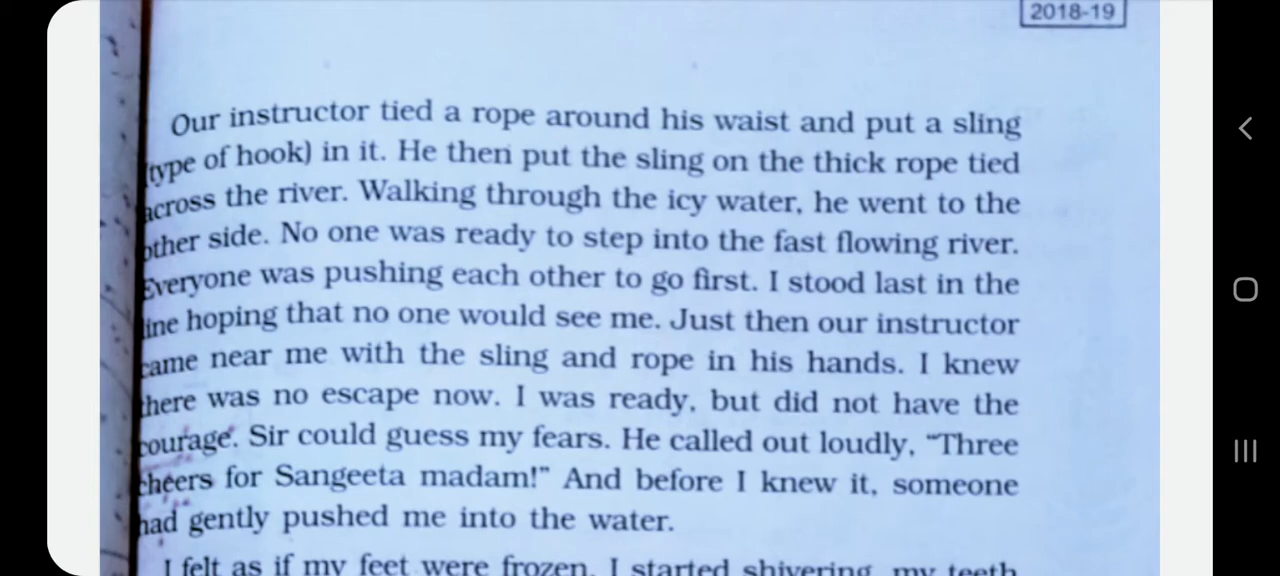 2018-19
Our instructor tied a rope around his waist and put a sling
(type of hook) in it. He then put the sling on the thick rope tied
across the river. Walking through the icy water, he went to the
other side. No one was ready to step into the fast flowing river.
Everyone was pushing each other to go first. I stood last in the
line hoping that no one would see me. Just then our instructor
came near me with the sling and rope in his hands. I knew
there was no escape now. I was ready, but did not have the
courage. Sir could guess my fears. He called out loudly, “Three
cheers for Sangeeta madam!” And before I knew it, someone
had gently pushed me into the water.
I felt as if my feet were frozen. I started shivering, my teeth